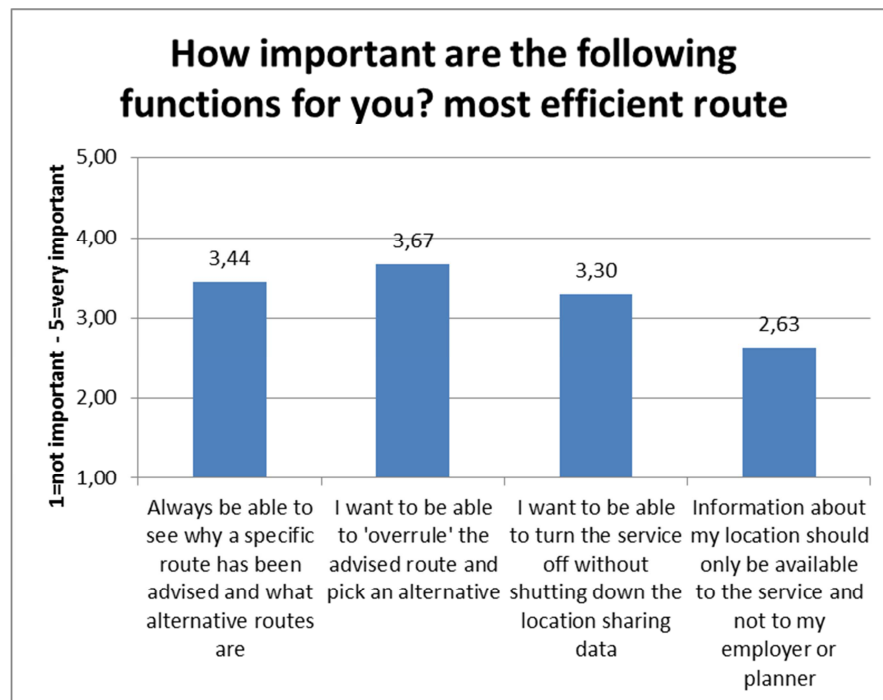 How important are the following
functions for you? most efficient route
1=not important - 5=very important
5,00
4,00
3,00
2,00
1,00
3,44
3,67
3,30
2,63
Always be able to
see why a specific
route has been
advised and what
alternative routes
are
I want to be able
to 'overrule' the
advised route and
pick an alternative
I want to be able
to turn the service
off without
shutting down the
location sharing
data
Information about
my location should
only be available
to the service and
not to my
employer or
planner